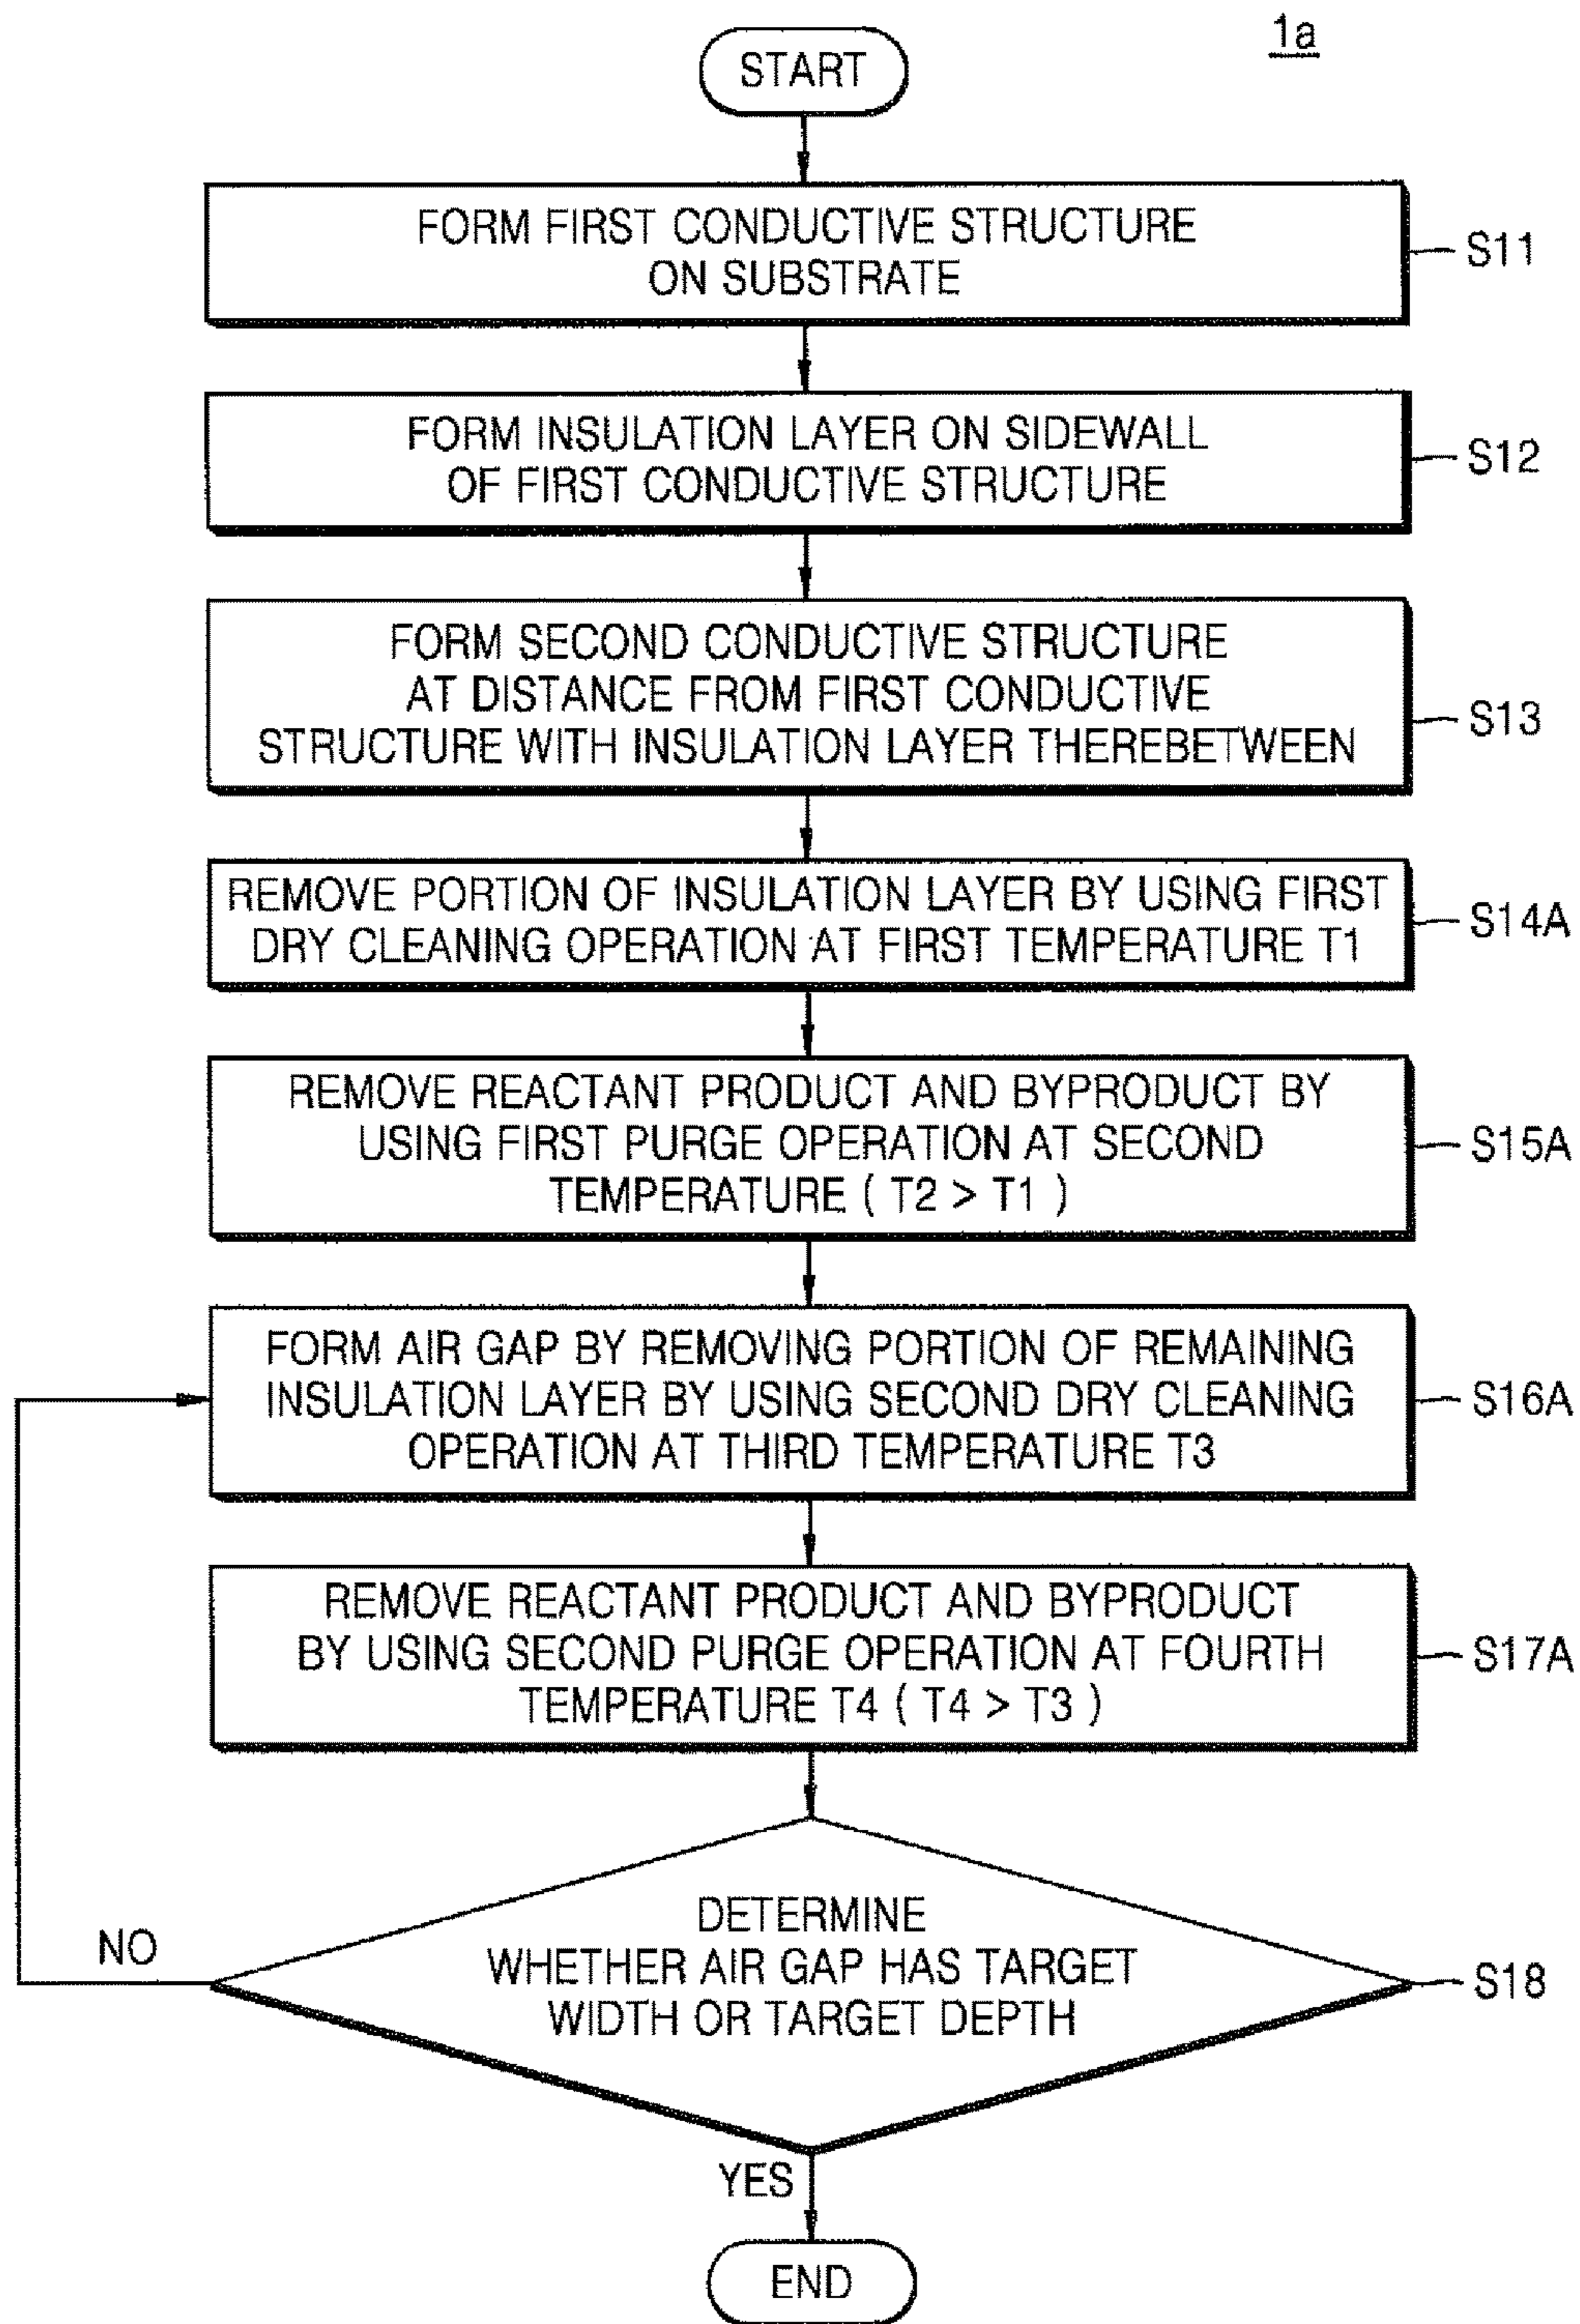 1a
START
FORM FIRST CONDUCTIVE STRUCTURE
ON SUBSTRATE
S11
FORM INSULATION LAYER ON SIDEWALL
OF FIRST CONDUCTIVE STRUCTURE
S12
FORM SECOND CONDUCTIVE STRUCTURE
AT DISTANCE FROM FIRST CONDUCTIVE
STRUCTURE WITH INSULATION LAYER THEREBETWEEN
S13
REMOVE PORTION OF INSULATION LAYER BY USING FIRST
DRY CLEANING OPERATION AT FIRST TEMPERATURE T1
S14A
REMOVE REACTANT PRODUCT AND BYPRODUCT BY
USING FIRST PURGE OPERATION AT SECOND
TEMPERATURE ( T2 > T1 )
S15A
FORM AIR GAP BY REMOVING PORTION OF REMAINING
INSULATION LAYER BY USING SECOND DRY CLEANING
OPERATION AT THIRD TEMPERATURE T3
S16A
REMOVE REACTANT PRODUCT AND BYPRODUCT
BY USING SECOND PURGE OPERATION AT FOURTH
TEMPERATURE T4 ( T4 > T3 )
S17A
DETERMINE
WHETHER AIR GAP HAS TARGET
WIDTH OR TARGET DEPTH
S18
NO
YES
END